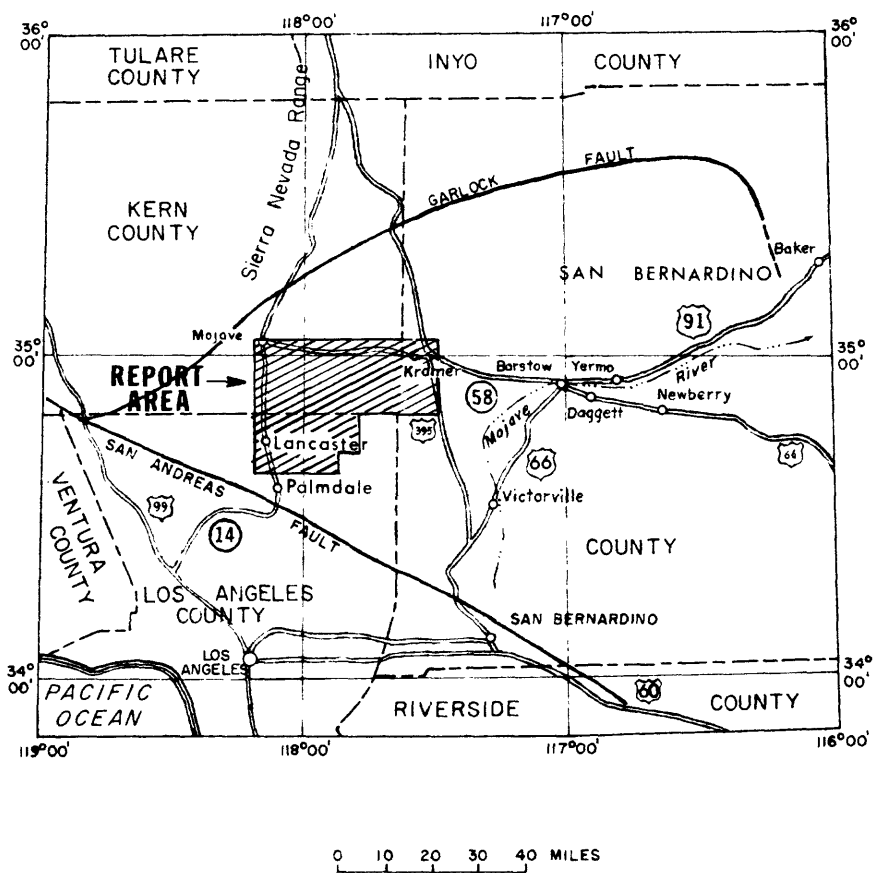 118°00'
117°00'
36°
00'
36°
00'
TULARE
COUNTY
INYO
COUNTY
Sierra Nevada Range
GARLOCK
FAULT
KERN
COUNTY
Baker
SAN BERNARDINO
91
Mojave
35°
00'
35°
00'
REPORT
AREA
Kramer
Barstow
Yermo
River
58
Mojave
Daggett
Newberry
395
Lancaster
66
66
SAN ANDREAS
FAULT
Palmdale
Victorville
99
14
VENTURA
COUNTY
COUNTY
LOS ANGELES
COUNTY
SAN BERNARDINO
LOS
ANGELES
34°
00'
34°
00'
60
PACIFIC
OCEAN
RIVERSIDE
COUNTY
119°00'
118°00'
117°00'
116°00'
0 10 20 30 40 MILES